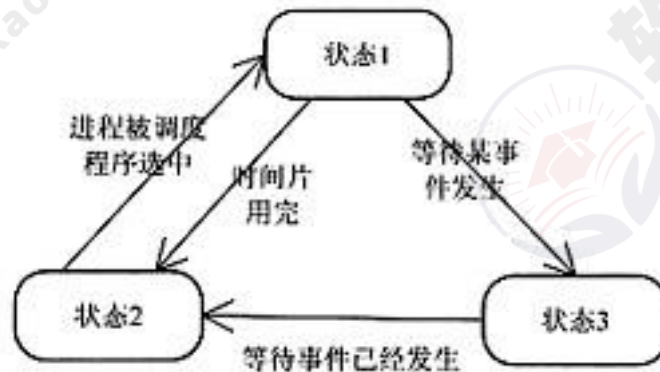 状态1
进程被调度
程序选中
时间片
用完
等待某事
件发生
状态2
状态3
等待事件已经发生